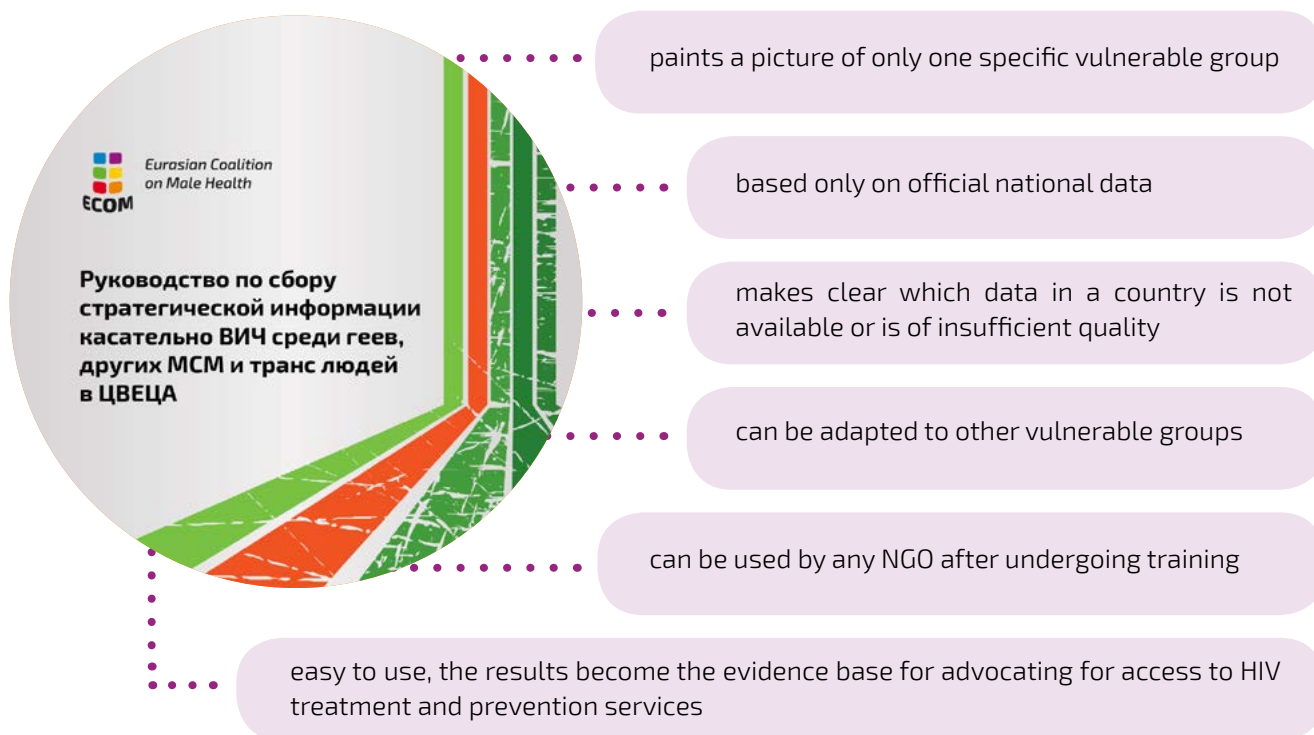 paints a picture of only one specific vulnerable group
Eurasian Coalition
on Male Health
ECOM
based only on official national data
Руководство по сбору
стратегической информации
касательно ВИЧ среди геев,
других МСМ и транс людей
в ЦВЕЦА
makes clear which data in a country is not
available or is of insufficient quality
can be adapted to other vulnerable groups
can be used by any NGO after undergoing training
easy to use, the results become the evidence base for advocating for access to HIV
treatment and prevention services